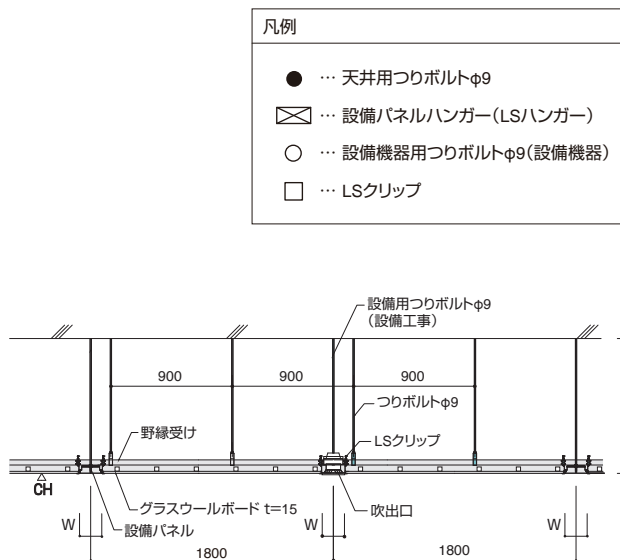 凡例
● … 天井用つりボルトφ9
… 設備パネルハンガー(LSハンガー)
○ … 設備機器用つりボルトφ9(設備機器)
□ … LSクリップ
設備用つりボルトφ9
(設備工事)
900 900 900
つりボルトφ9
野縁受け
LSクリップ
CH
グラスウールボード t=15
吹出口
設備パネル
W W W
1800 1800